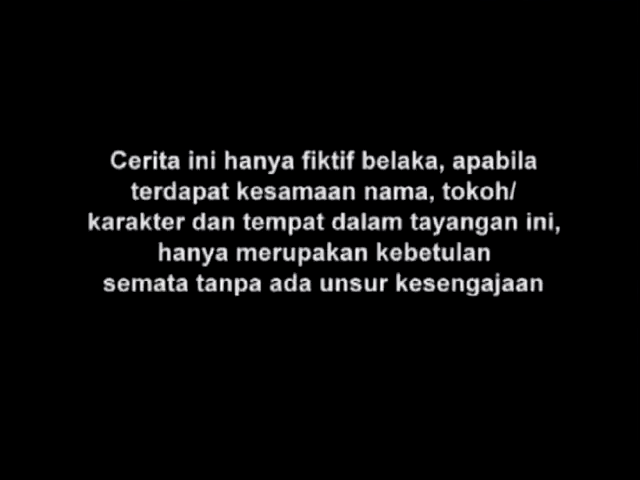 Cerita ini hanya fiktif belaka, apabila
terdapat kesamaan nama, tokoh/
karakter dan tempat dalam tayangan ini,
hanya merupakan kebetulan
semata tanpa ada unsur kesengajaan